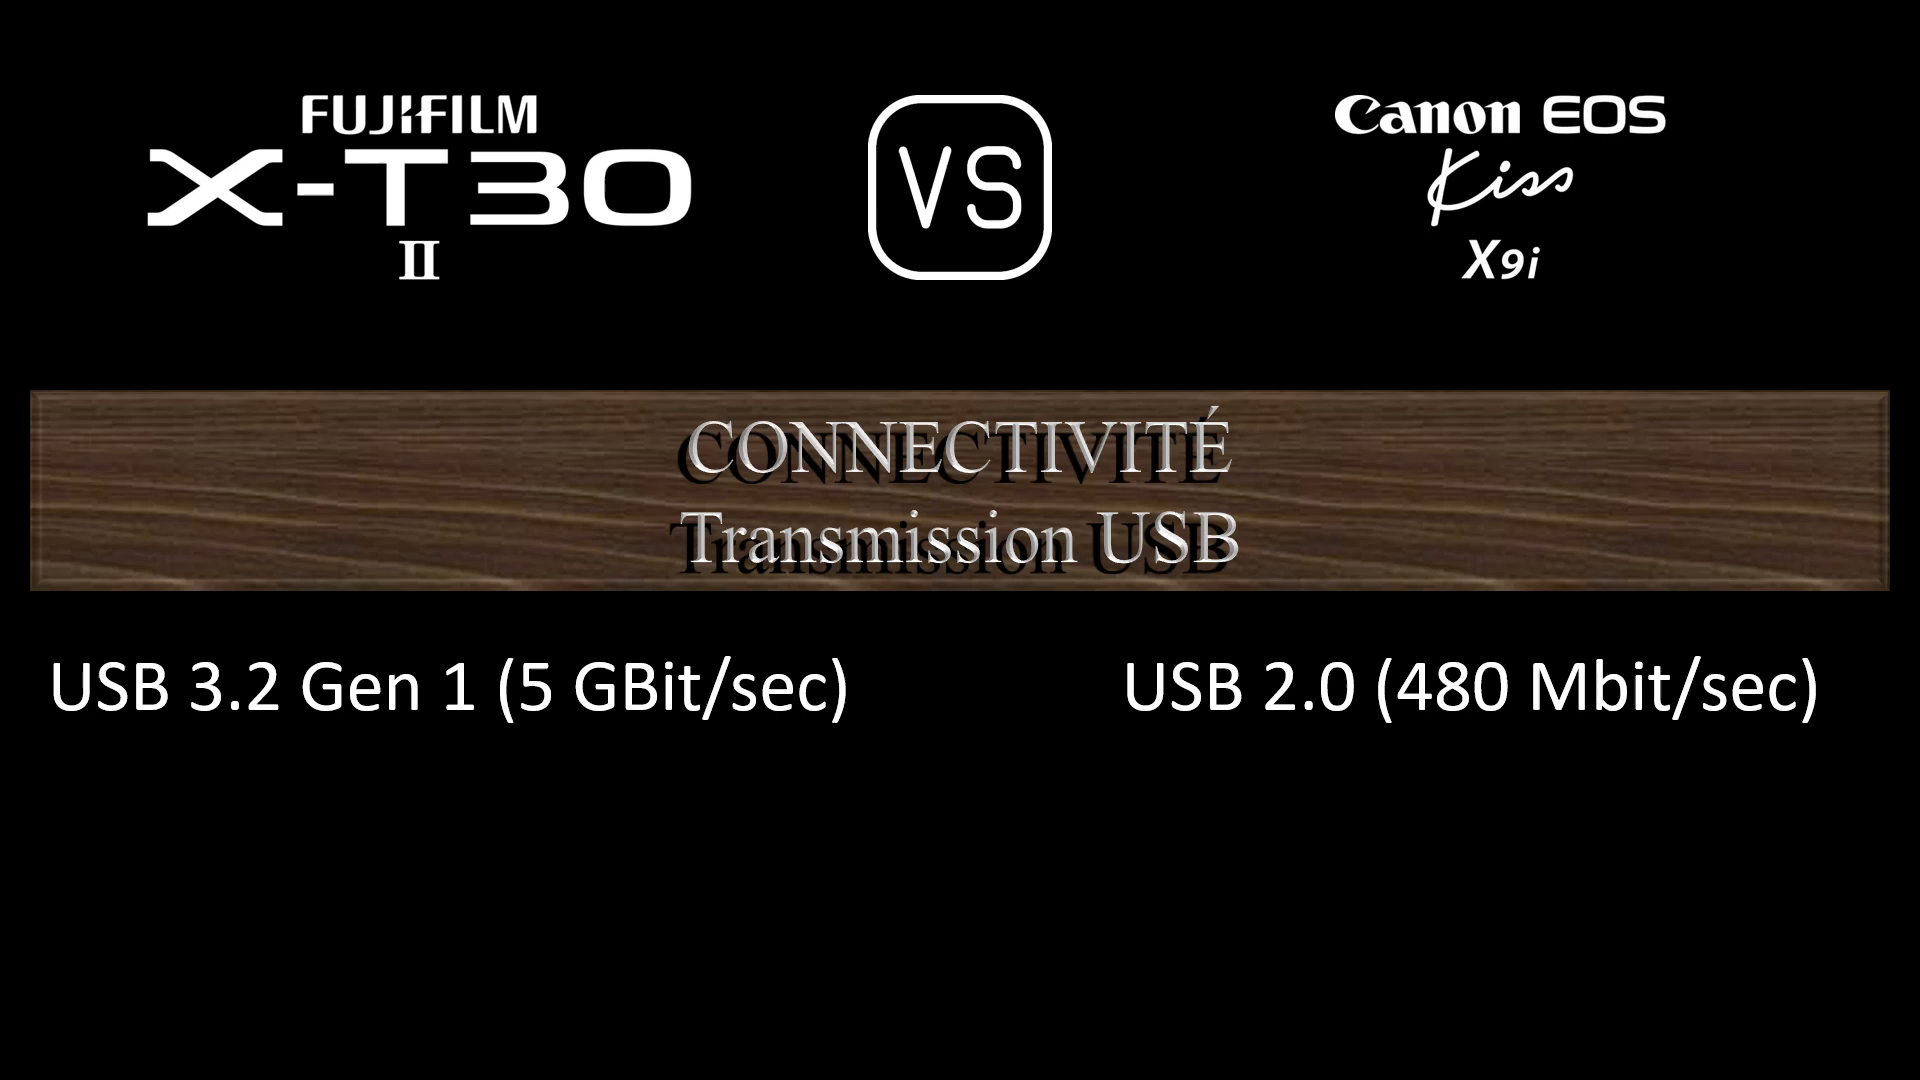 FUJIFILM
X-T30
II
VS
Canon EOS
Kiss
X9i
CONNECTIVITÉ
Transmission USB
USB 3.2 Gen 1 (5 GBit/sec)
USB 2.0 (480 Mbit/sec)